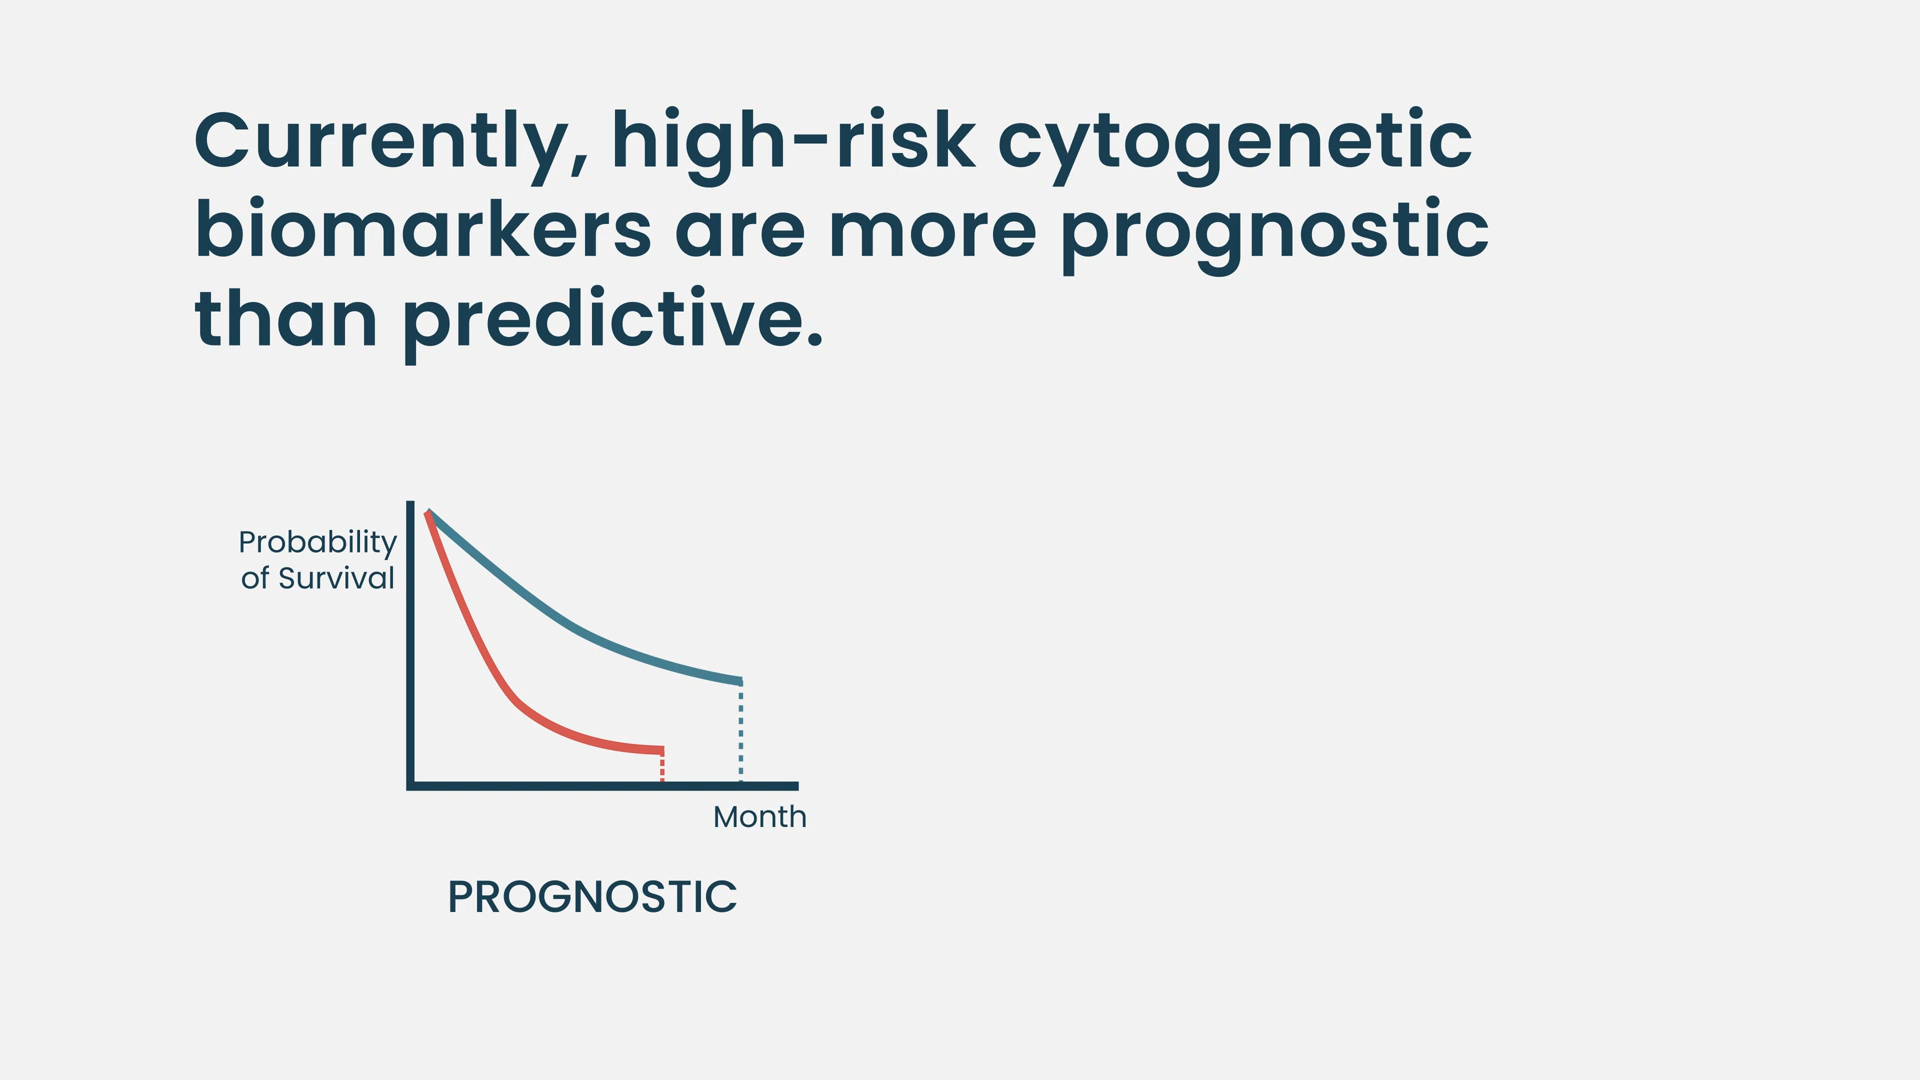 Currently, high-risk cytogenetic
biomarkers are more prognostic
than predictive.
Probability
of Survival
Month
PROGNOSTIC